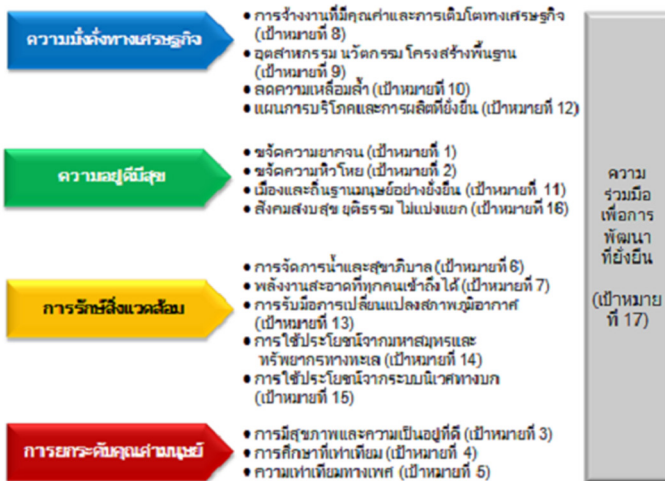 ความมั่งคั่งทางเศรษฐกิจ
• การจ้างงานที่มีคุณค่าและการเติบโตทางเศรษฐกิจ
(เป้าหมายที่ 8)
• อุตสาหกรรม นวัตกรรม โครงสร้างพื้นฐาน
(เป้าหมายที่ 9)
• ลดความเหลื่อมล้ำ (เป้าหมายที่ 10)
• แผนการบริโภคและการผลิตที่ยั่งยืน (เป้าหมายที่ 12)
ความอยู่ดีมีสุข
• ขจัดความยากจน (เป้าหมายที่ 1)
• ขจัดความหิวโหย (เป้าหมายที่ 2)
• เมืองและถิ่นฐานมนุษย์อย่างยั่งยืน (เป้าหมายที่ 11)
• สังคมสงบสุข ยุติธรรม ไม่แบ่งแยก (เป้าหมายที่ 16)
การรักษ์สิ่งแวดล้อม
• การจัดการน้ำและสุขาภิบาล (เป้าหมายที่ 6)
• พลังงานสะอาดที่ทุกคนเข้าถึงได้ (เป้าหมายที่ 7)
• การรับมือการเปลี่ยนแปลงสภาพภูมิอากาศ
(เป้าหมายที่ 13)
• การใช้ประโยชน์จากมหาสมุทรและ
ทรัพยากรทางทะเล (เป้าหมายที่ 14)
• การใช้ประโยชน์จากระบบนิเวศทางบก
(เป้าหมายที่ 15)
การยกระดับคุณค่ามนุษย์
• การมีสุขภาพและความเป็นอยู่ที่ดี (เป้าหมายที่ 3)
• การศึกษาที่เท่าเทียม (เป้าหมายที่ 4)
• ความเท่าเทียมทางเพศ (เป้าหมายที่ 5)
ความ
ร่วมมือ
เพื่อการ
พัฒนา
ที่ยั่งยืน
(เป้าหมาย
ที่ 17)